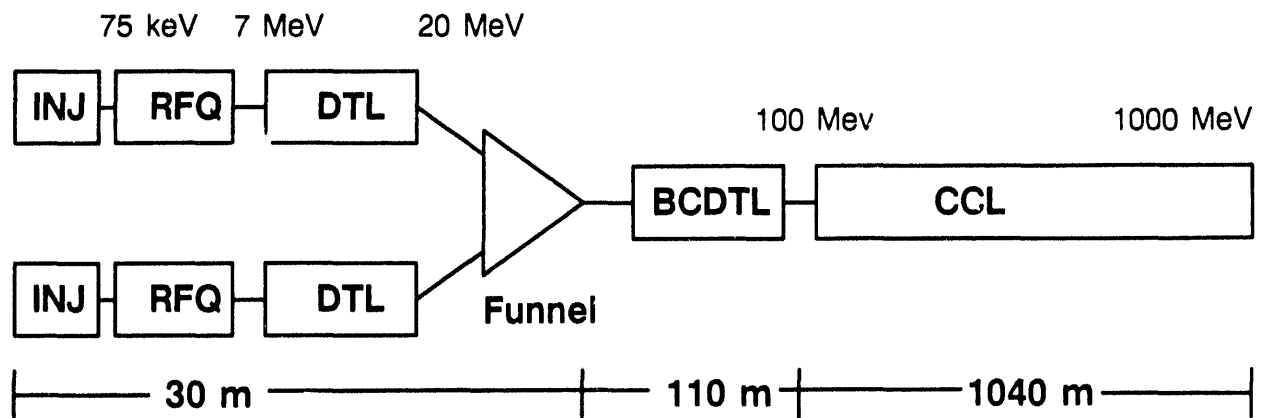 75 keV 7 MeV 20 MeV
INJ RFQ DTL
100 Mev 1000 MeV
BCDTL CCL
INJ RFQ DTL
Funnel
30 m 110 m 1040 m